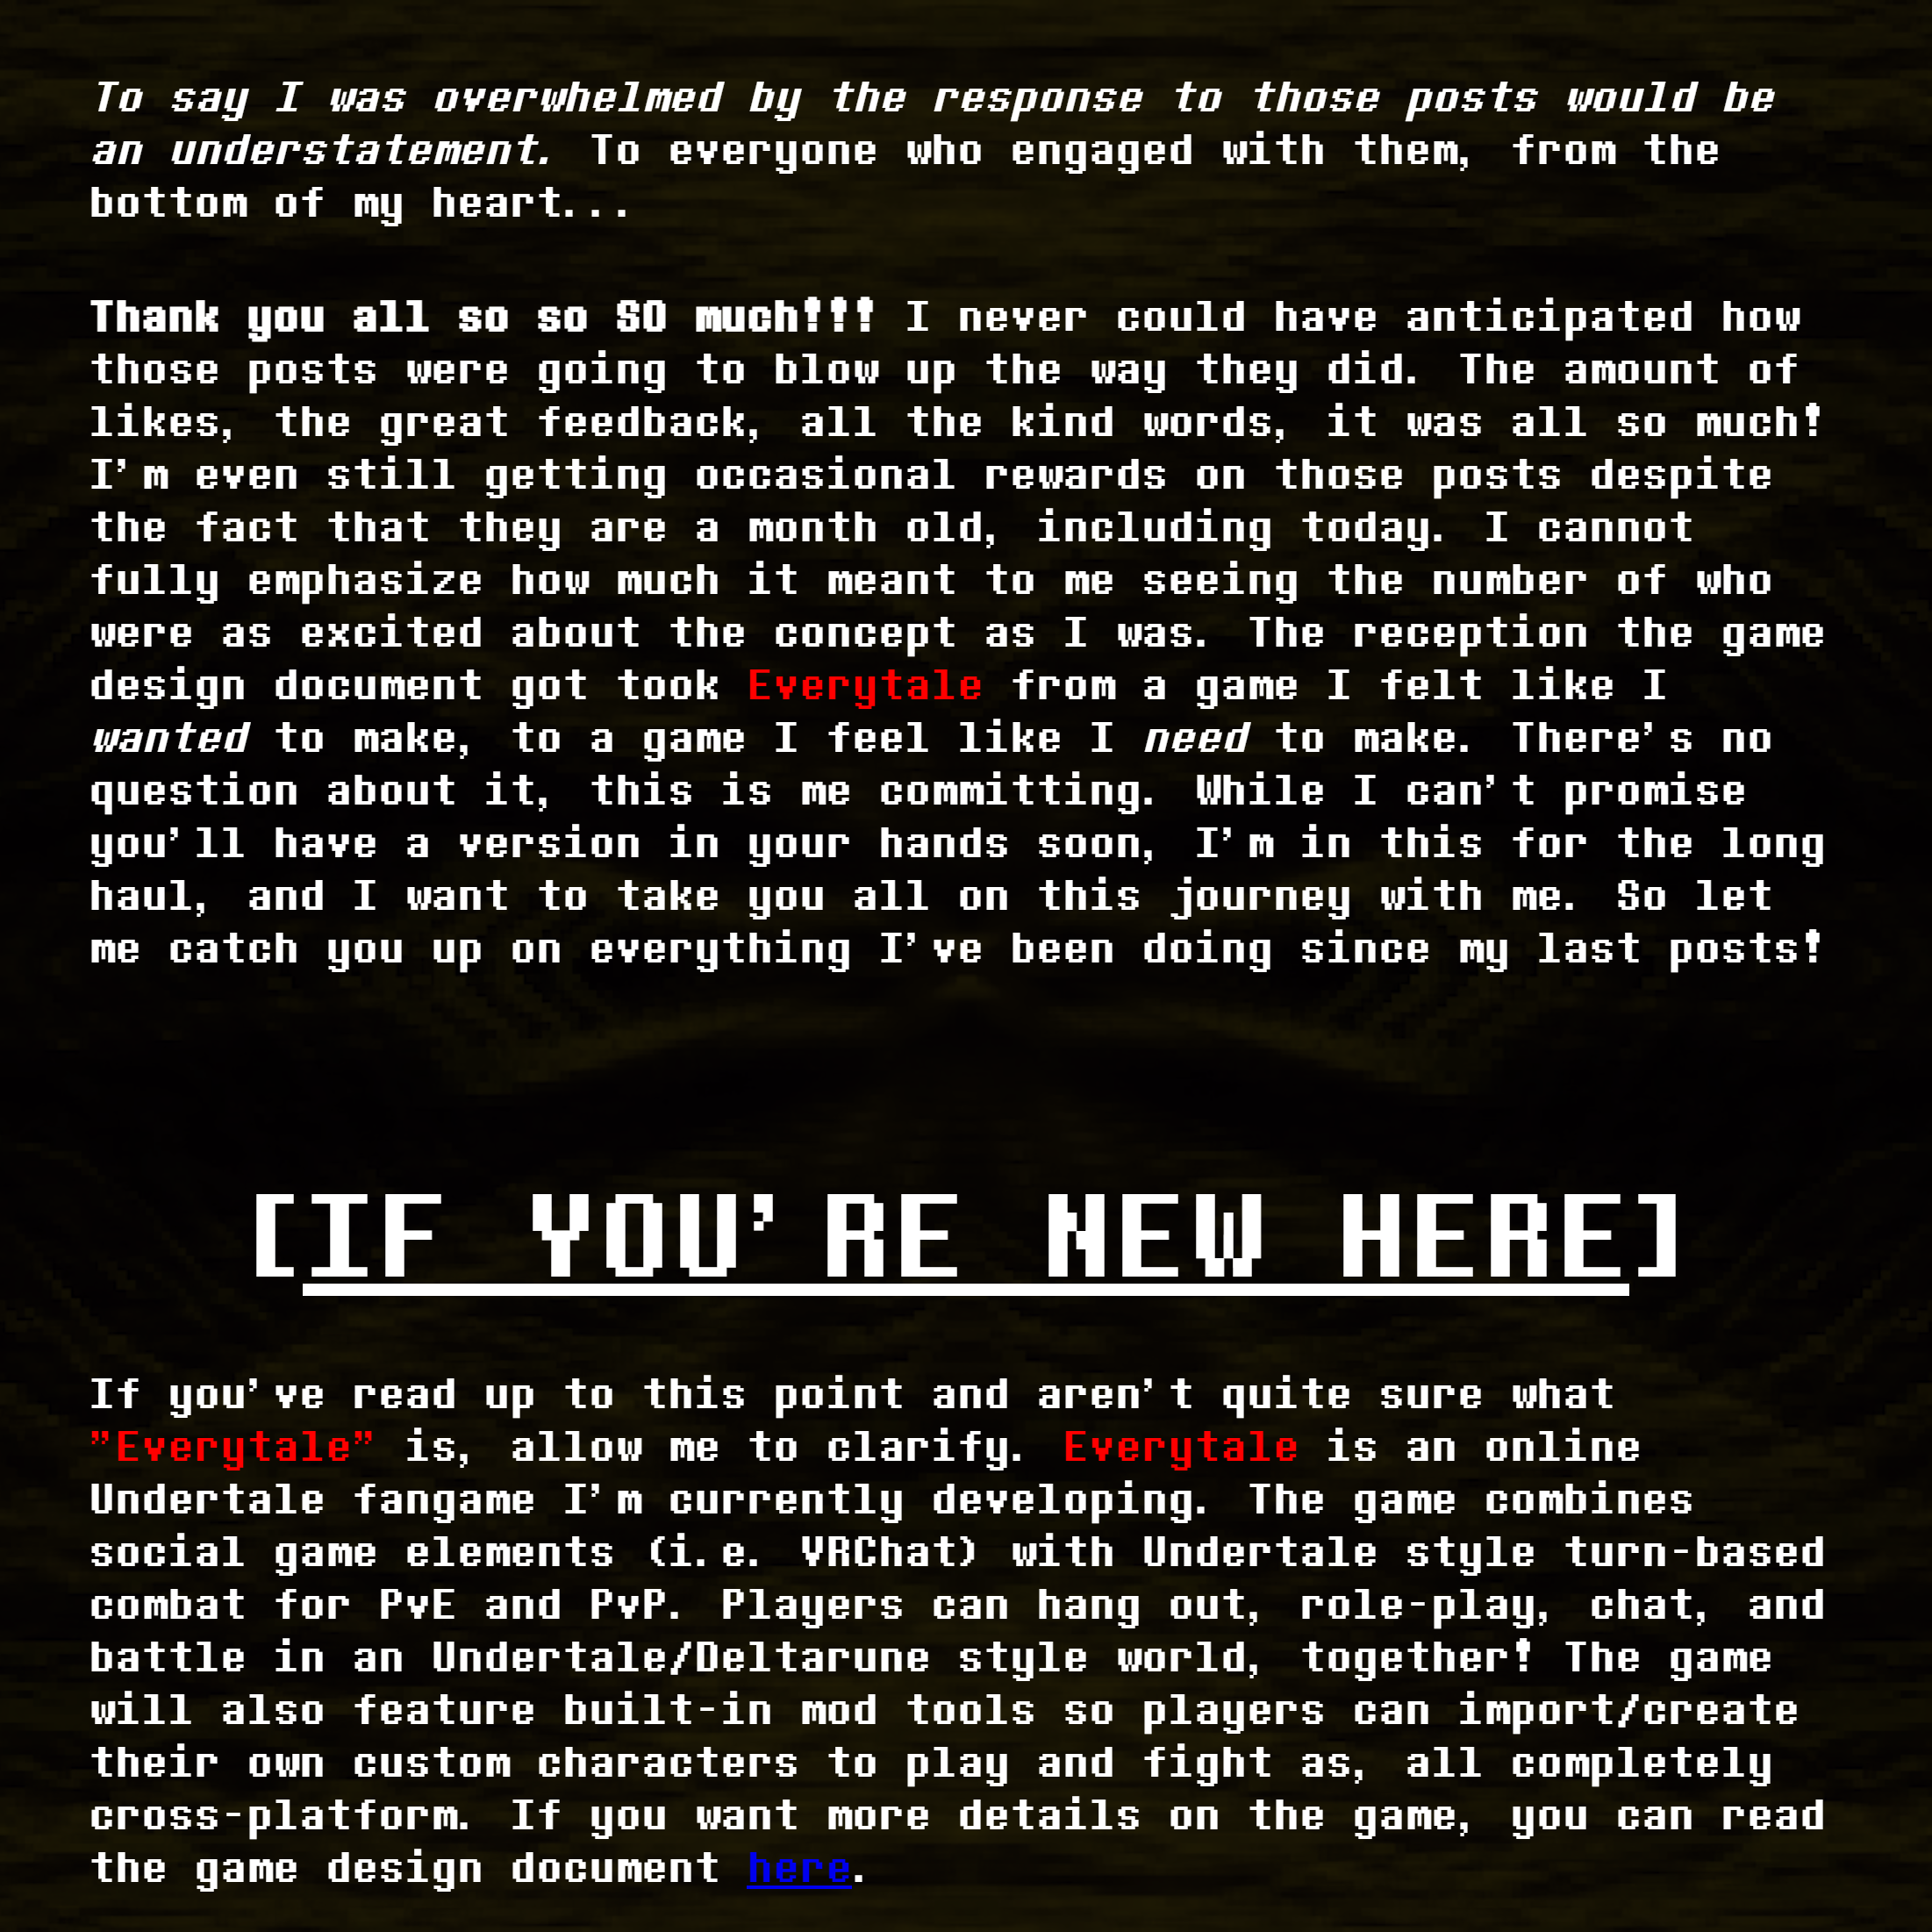 To say I was overwhelmed by the response to those posts would be
an understatement. To everyone who engaged with them, from the
bottom of my heart...
Thank you all so so SO much!!! I never could have anticipated how
those posts were going to blow up the way they did. The amount of
likes, the great feedback, all the kind words, it was all so much!
I'm even still getting occasional rewards on those posts despite
the fact that they are a month old, including today. I cannot
fully emphasize how much it meant to me seeing the number of who
were as excited about the concept as I was. The reception the game
design document got took Everytale from a game I felt like I
wanted to make, to a game I feel like I need to make. There's no
question about it, this is me committing. While I can't promise
you'll have a version in your hands soon, I'm in this for the long
haul, and I want to take you all on this journey with me. So let
me catch you up on everything I've been doing since my last posts!
[IF YOU'RE NEW HERE]
If you've read up to this point and aren't quite sure what
"Everytale" is, allow me to clarify. Everytale is an online
Undertale fangame I'm currently developing. The game combines
social game elements (i.e. VRChat) with Undertale style turn-based
combat for PvE and PvP. Players can hang out, role-play, chat, and
battle in an Undertale/Deltarune style world, together! The game
will also feature built-in mod tools so players can import/create
their own custom characters to play and fight as, all completely
cross-platform. If you want more details on the game, you can read
the game design document here.